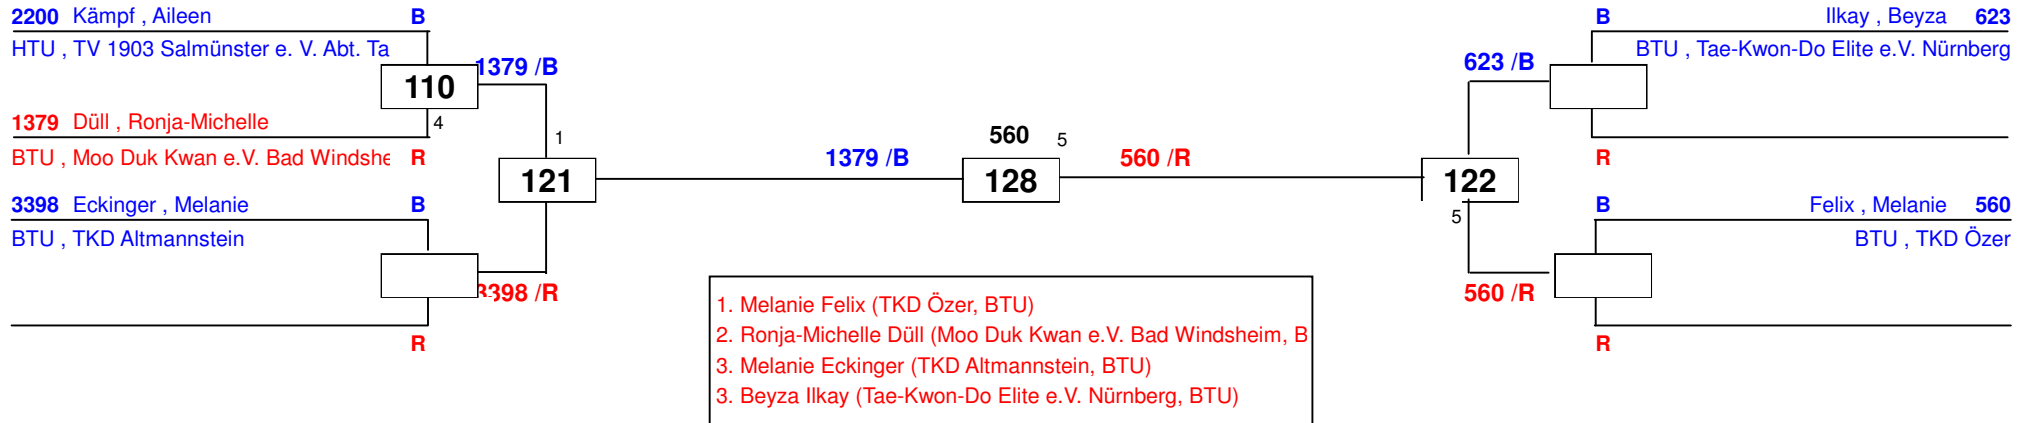 2200 Kämpf , Aileen B
HTU , TV 1903 Salmünster e. V. Abt. Ta
110
1379 /B
1379 Düll , Ronja-Michelle
4
BTU , Moo Duk Kwan e.V. Bad Windshe R
1
121
3398 Eckinger , Melanie B
BTU , TKD Altmannstein
3398 /R
R
1379 /B
560 5
128
560 /R
B Ilkay , Beyza 623
BTU , Tae-Kwon-Do Elite e.V. Nürnberg
623 /B
R
122
5
B Felix , Melanie 560
BTU , TKD Özer
560 /R
R
1. Melanie Felix (TKD Özer, BTU)
2. Ronja-Michelle Düll (Moo Duk Kwan e.V. Bad Windsheim, B
3. Melanie Eckinger (TKD Altmannstein, BTU)
3. Beyza Ilkay (Tae-Kwon-Do Elite e.V. Nürnberg, BTU)